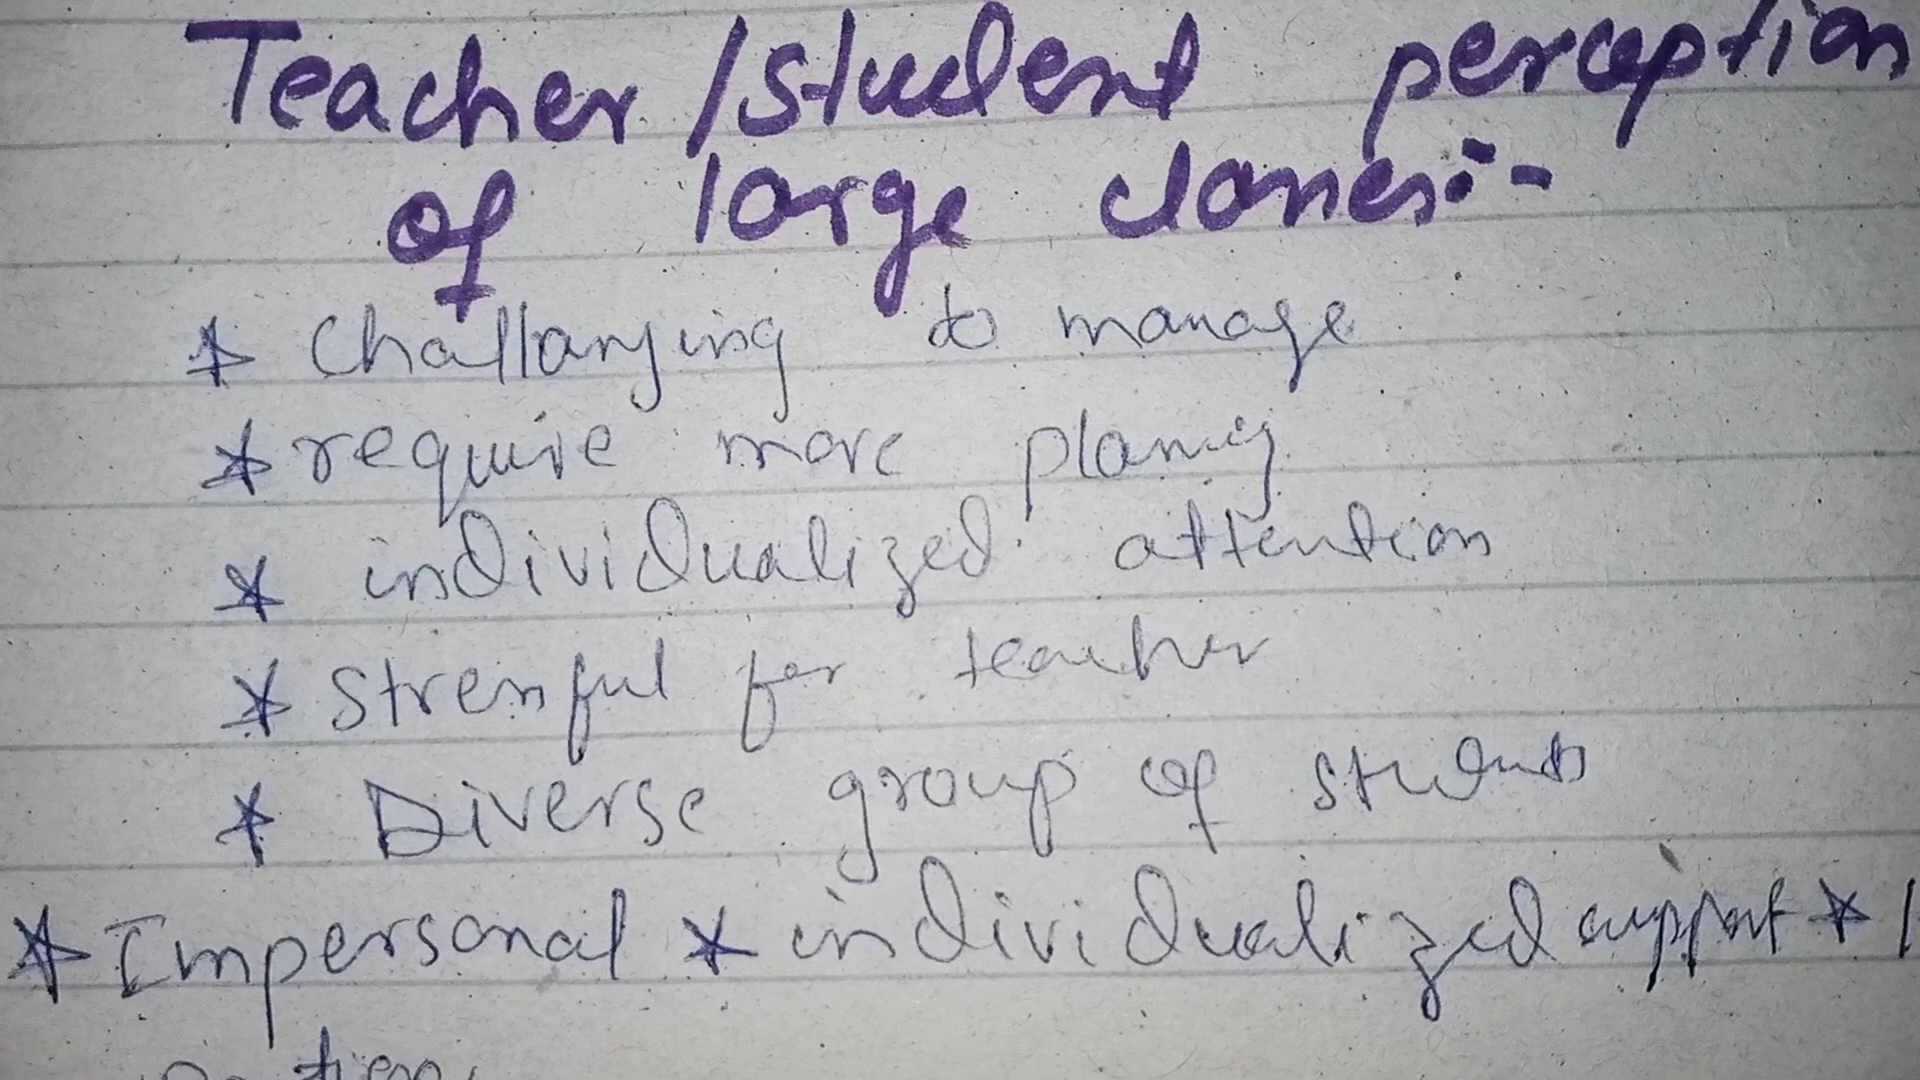 Teacher/student perception
of large classes:-
* Challanging to manage
* require more planing
* individualized attention
* Stressful for teacher
* Diverse group of students
* Impersonal * individualized support *